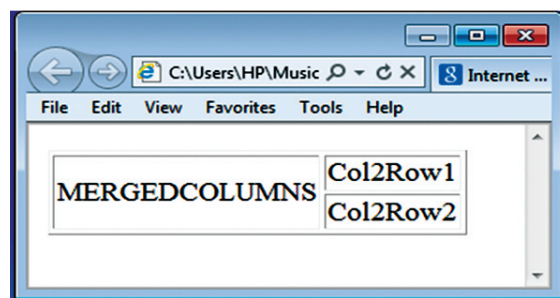 C:\Users\HP\Music
Internet ...
File Edit View Favorites Tools Help
MERGEDCOLUMNS
Col2Row1
Col2Row2